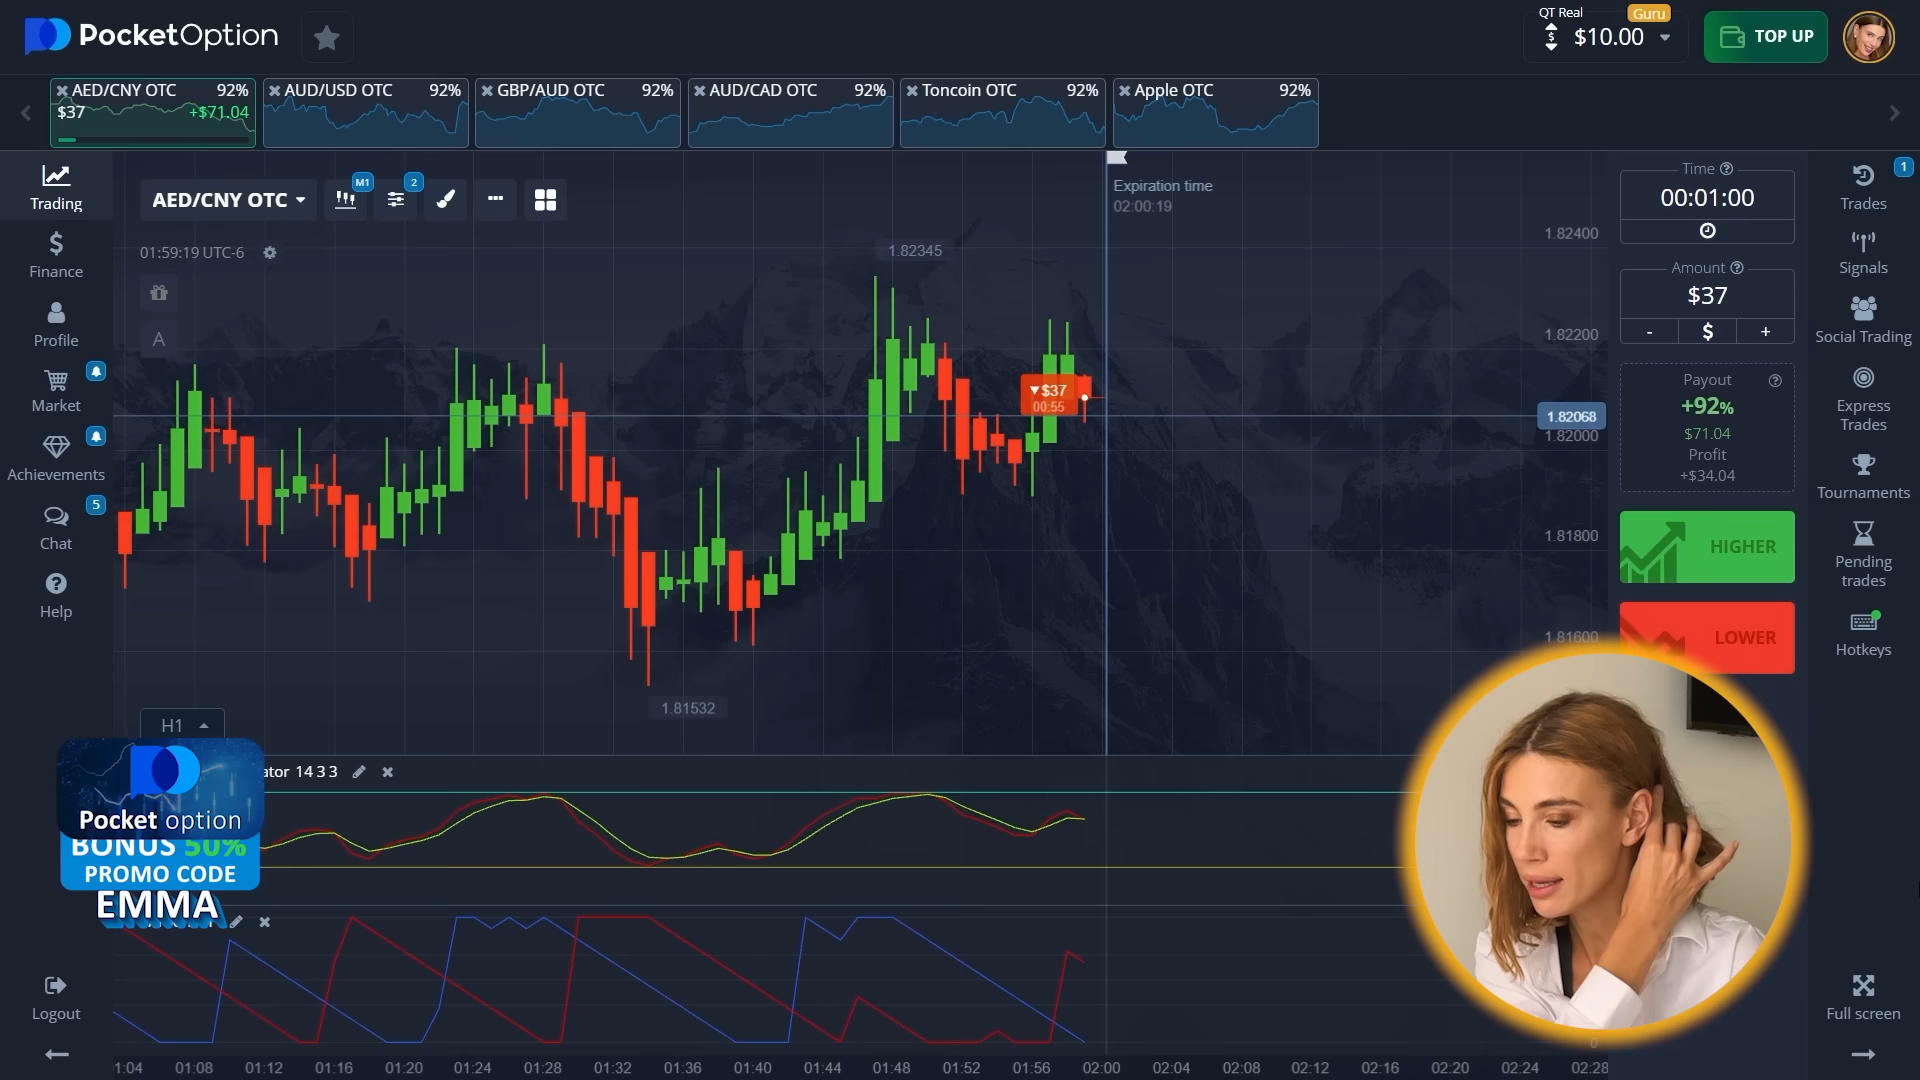 PocketOption
QT Real
Guru
$
$10.00
TOP UP
AED/CNY OTC 92%
$37 +$71.04
AUD/USD OTC 92%
GBP/AUD OTC 92%
AUD/CAD OTC 92%
Toncoin OTC 92%
Apple OTC 92%
Trading
Finance
Profile
Market
Achievements
5
Chat
Help
Logout
AED/CNY OTC
M1
2
01:59:19 UTC-6
A
Expiration time
02:00:19
1.82345
1.81532
$37
00:55
1.82400
1.82200
1.82068
1.82000
1.81800
1.81600
H1
ator 14 3 3
Pocket option
BONUS 50%
PROMO CODE
EMMA
0
1:04 01:08 01:12 01:16 01:20 01:24 01:28 01:32 01:36 01:40 01:44 01:48 01:52 01:56 02:00 02:04 02:08 02:12 02:16 02:20 02:24 02:28
Time
00:01:00
Amount
$37
- $ +
Payout
+92%
$71.04
Profit
+$34.04
HIGHER
LOWER
1
Trades
Signals
Social Trading
Express
Trades
Tournaments
Pending
trades
Hotkeys
Full screen